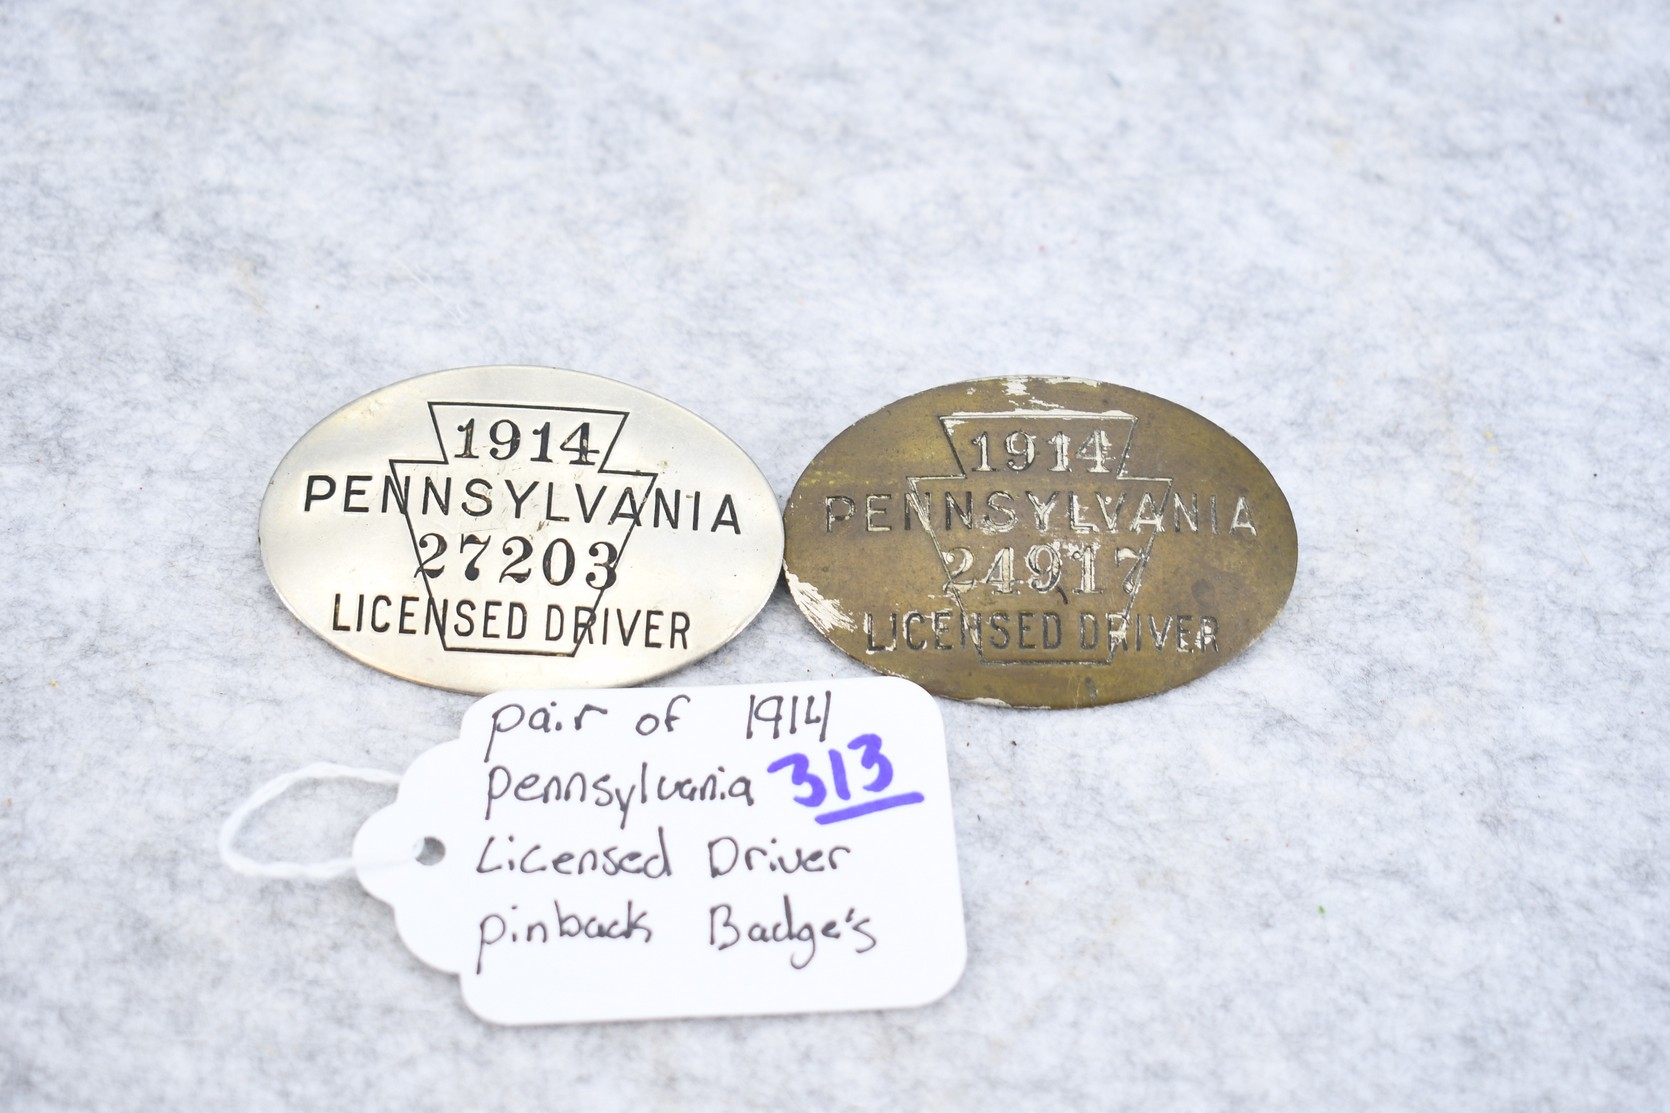 1914
PENNSYLVANIA
27203
LICENSED DRIVER
1914
PENNSYLVANIA
24917
LICENSED DRIVER
pair of 1914
pennsylvania 313
Licensed Driver
pinback Badge's